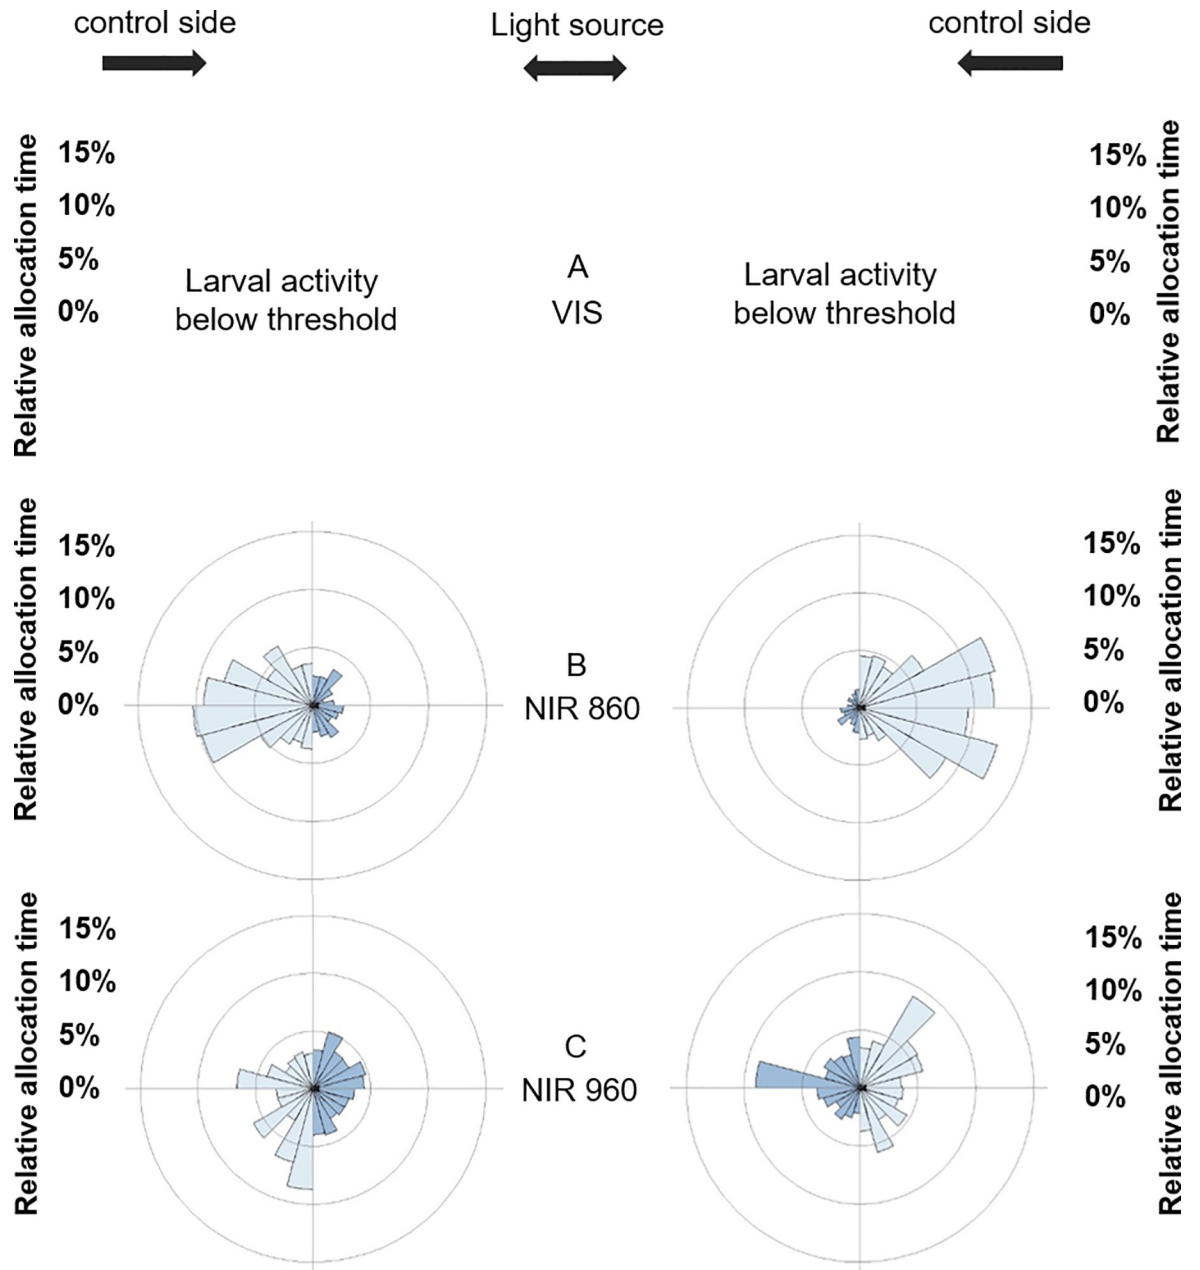 control side
Light source
control side
Relative allocation time
15%
10%
5%
0%
Larval activity
below threshold
A
VIS
Larval activity
below threshold
15%
10%
5%
0%
Relative allocation time
Relative allocation time
15%
10%
5%
0%
B
NIR 860
15%
10%
5%
0%
Relative allocation time
Relative allocation time
15%
10%
5%
0%
C
NIR 960
15%
10%
5%
0%
Relative allocation time